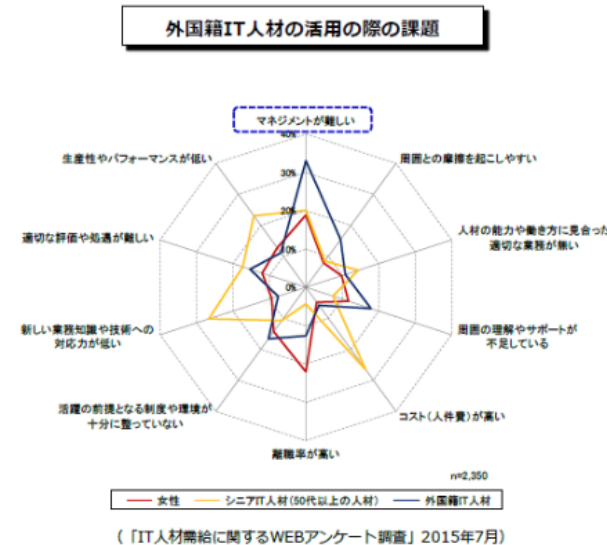 外国籍IT人材の活用の際の課題
マネジメントが難しい
40%
生産性やパフォーマンスが低い
周囲との摩擦を起こしやすい
30%
適切な評価や処遇が難しい
20%
人材の能力や働き方に見合った
適切な業務が無い
10%
0%
新しい業務知識や技術への
対応力が低い
周囲の理解やサポートが
不足している
活躍の前提となる制度や環境が
十分に整っていない
コスト(人件費)が高い
離職率が高い
n=2,350
女性
シニアIT人材(50代以上の人材)
外国籍IT人材
(「IT人材需給に関するWEBアンケート調査」2015年7月)